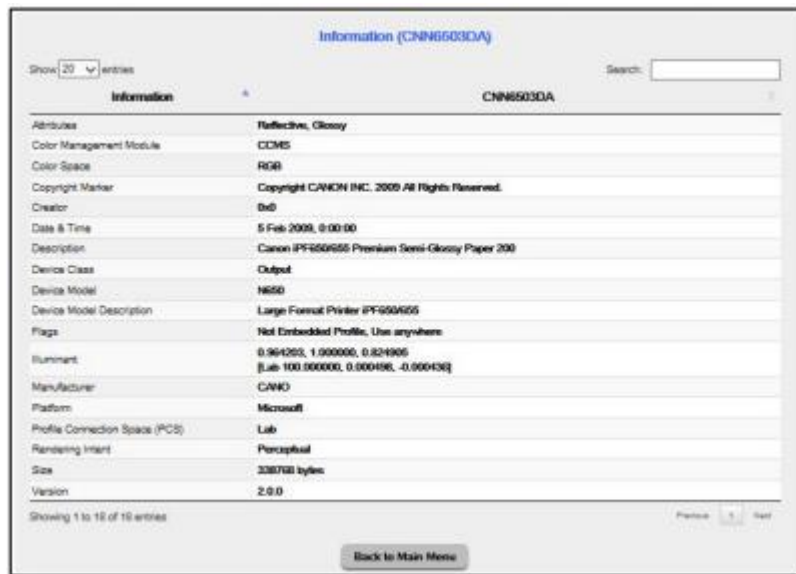 Information (CNN6503DA)
Show 20 entries Search:
Information CNN6503DA
Attributes Reflective, Glossy
Color Management Module CCMS
Color Space RGB
Copyright Marker Copyright CANON INC. 2009 All Rights Reserved.
Creator 0x0
Date & Time 5 Feb 2009, 0:00:00
Description Canon iPF650/655 Premium Semi-Glossy Paper 200
Device Class Output
Device Model N650
Device Model Description Large Format Printer iPF650/655
Flags Not Embedded Profile, Use anywhere
Illuminant 0.964203, 1.000000, 0.824905
[Lab 100.000000, 0.000498, -0.000436]
Manufacturer CANO
Platform Microsoft
Profile Connection Space (PCS) Lab
Rendering Intent Perceptual
Size 338768 bytes
Version 2.0.0
Showing 1 to 18 of 18 entries Previous 1 Next
Back to Main Menu